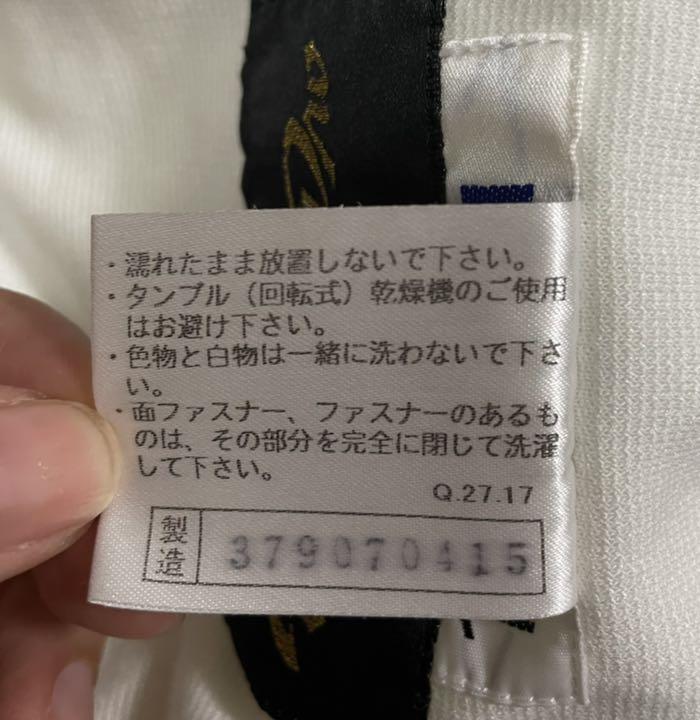 ・濡れたまま放置しないで下さい。
・タンブル（回転式）乾燥機のご使用
はお避け下さい。
・色物と白物は一緒に洗わないで下さ
い。
・面ファスナー、ファスナーのあるも
のは、その部分を完全に閉じて洗濯
して下さい。
Q.27.17
製造 379070415